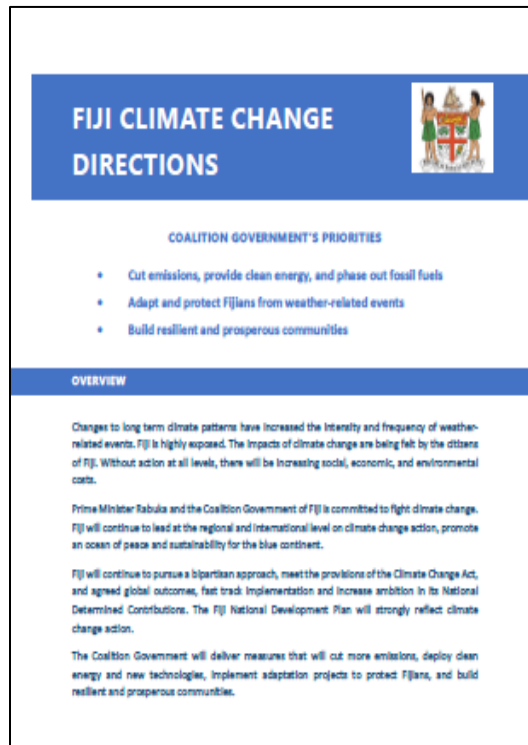 FIJI CLIMATE CHANGE
DIRECTIONS
COALITION GOVERNMENT'S PRIORITIES
• Cut emissions, provide clean energy, and phase out fossil fuels
• Adapt and protect Fijians from weather-related events
• Build resilient and prosperous communities
OVERVIEW
Changes to long term climate patterns have increased the intensity and frequency of weather-
related events. Fiji is highly exposed. The impacts of climate change are being felt by the citizens
of Fiji. Without action at all levels, there will be increasing social, economic, and environmental
costs.
Prime Minister Rabuka and the Coalition Government of Fiji is committed to fight climate change.
Fiji will continue to lead at the regional and international level on climate change action, promote
an ocean of peace and sustainability for the blue continent.
Fiji will continue to pursue a bipartisan approach, meet the provisions of the Climate Change Act,
and agreed global outcomes, fast track implementation and increase ambition in its National
Determined Contributions. The Fiji National Development Plan will strongly reflect climate
change action.
The Coalition Government will deliver measures that will cut more emissions, deploy clean
energy and new technologies, implement adaptation projects to protect Fijians, and build
resilient and prosperous communities.